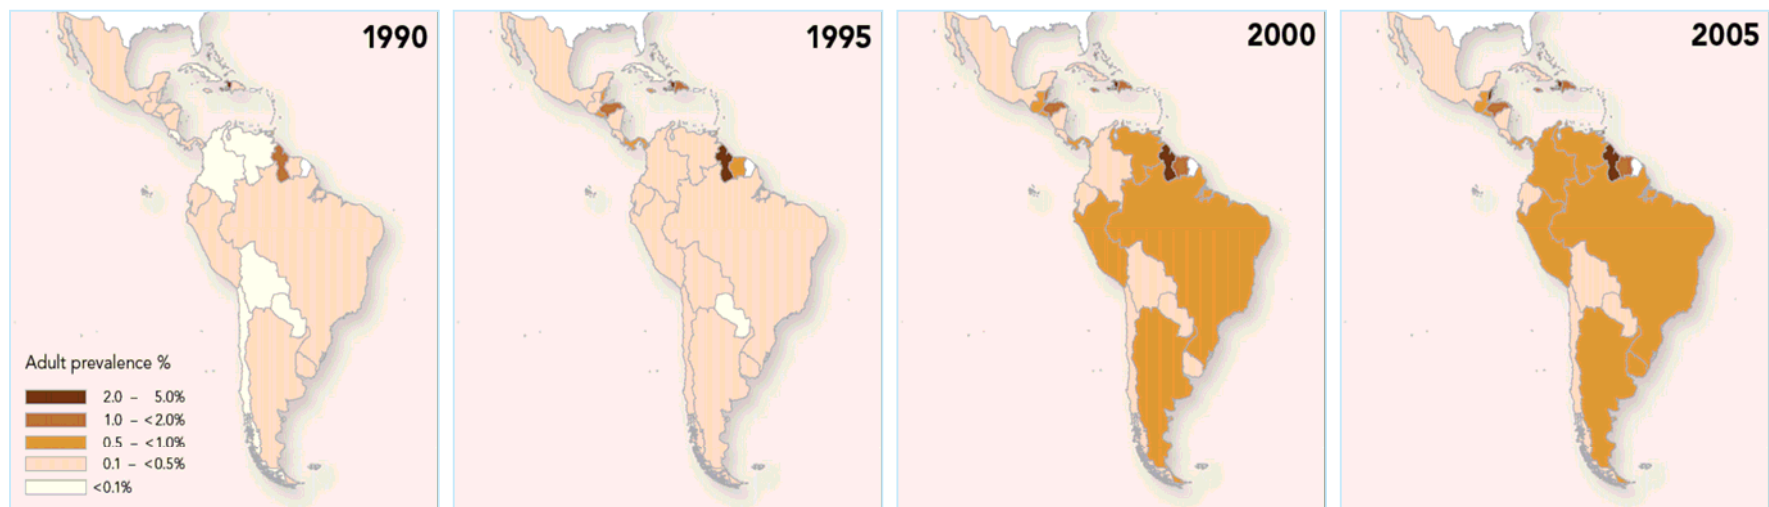 1990
1995
2000
2005
Adult prevalence %
2.0 – 5.0%
1.0 – <2.0%
0.5 – <1.0%
0.1 – <0.5%
<0.1%